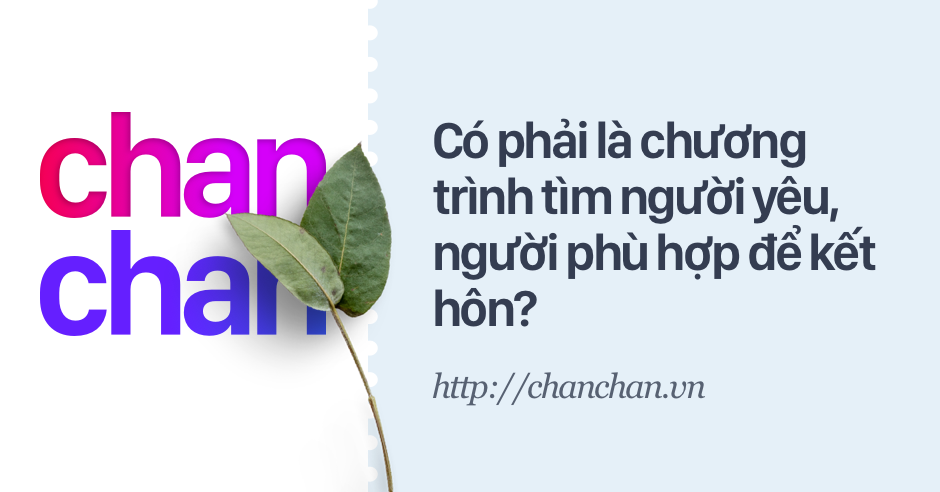 chan
chan
Có phải là chương
trình tìm người yêu,
người phù hợp để kết
hôn?
http://chanchan.vn